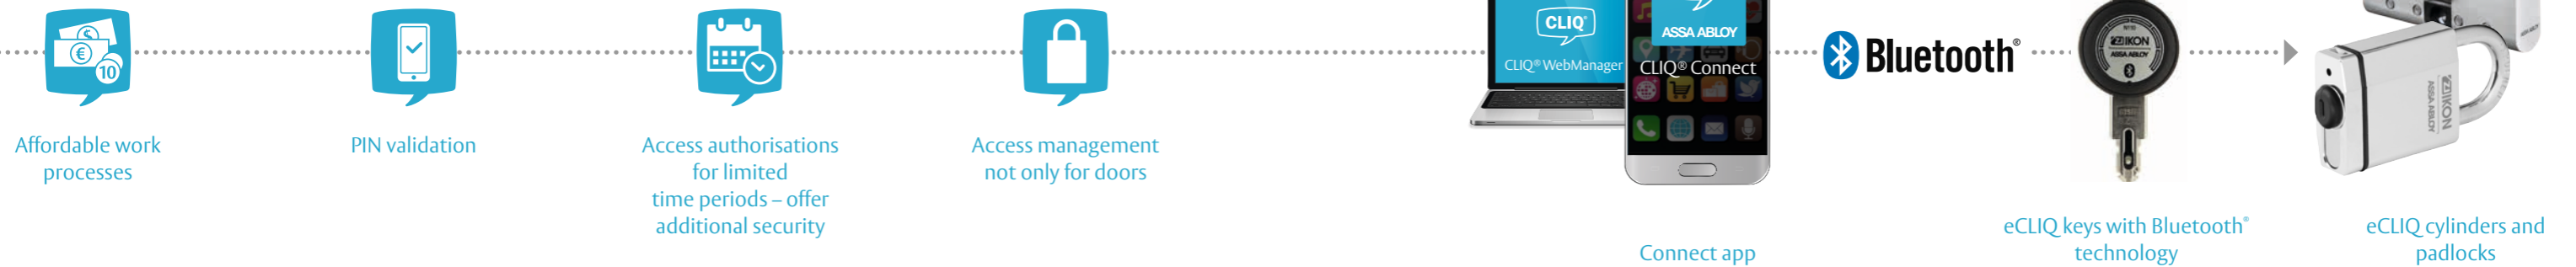 10
Affordable work
processes
PIN validation
Access authorisations
for limited
time periods – offer
additional security
Access management
not only for doors
CLIQ®
CLIQ® WebManager
ASSA ABLOY
CLIQ® Connect
Connect app
Bluetooth®
IKON
ASSA ABLOY
eCLIQ keys with Bluetooth®
technology
IKON
ASSA ABLOY
eCLIQ cylinders and
padlocks